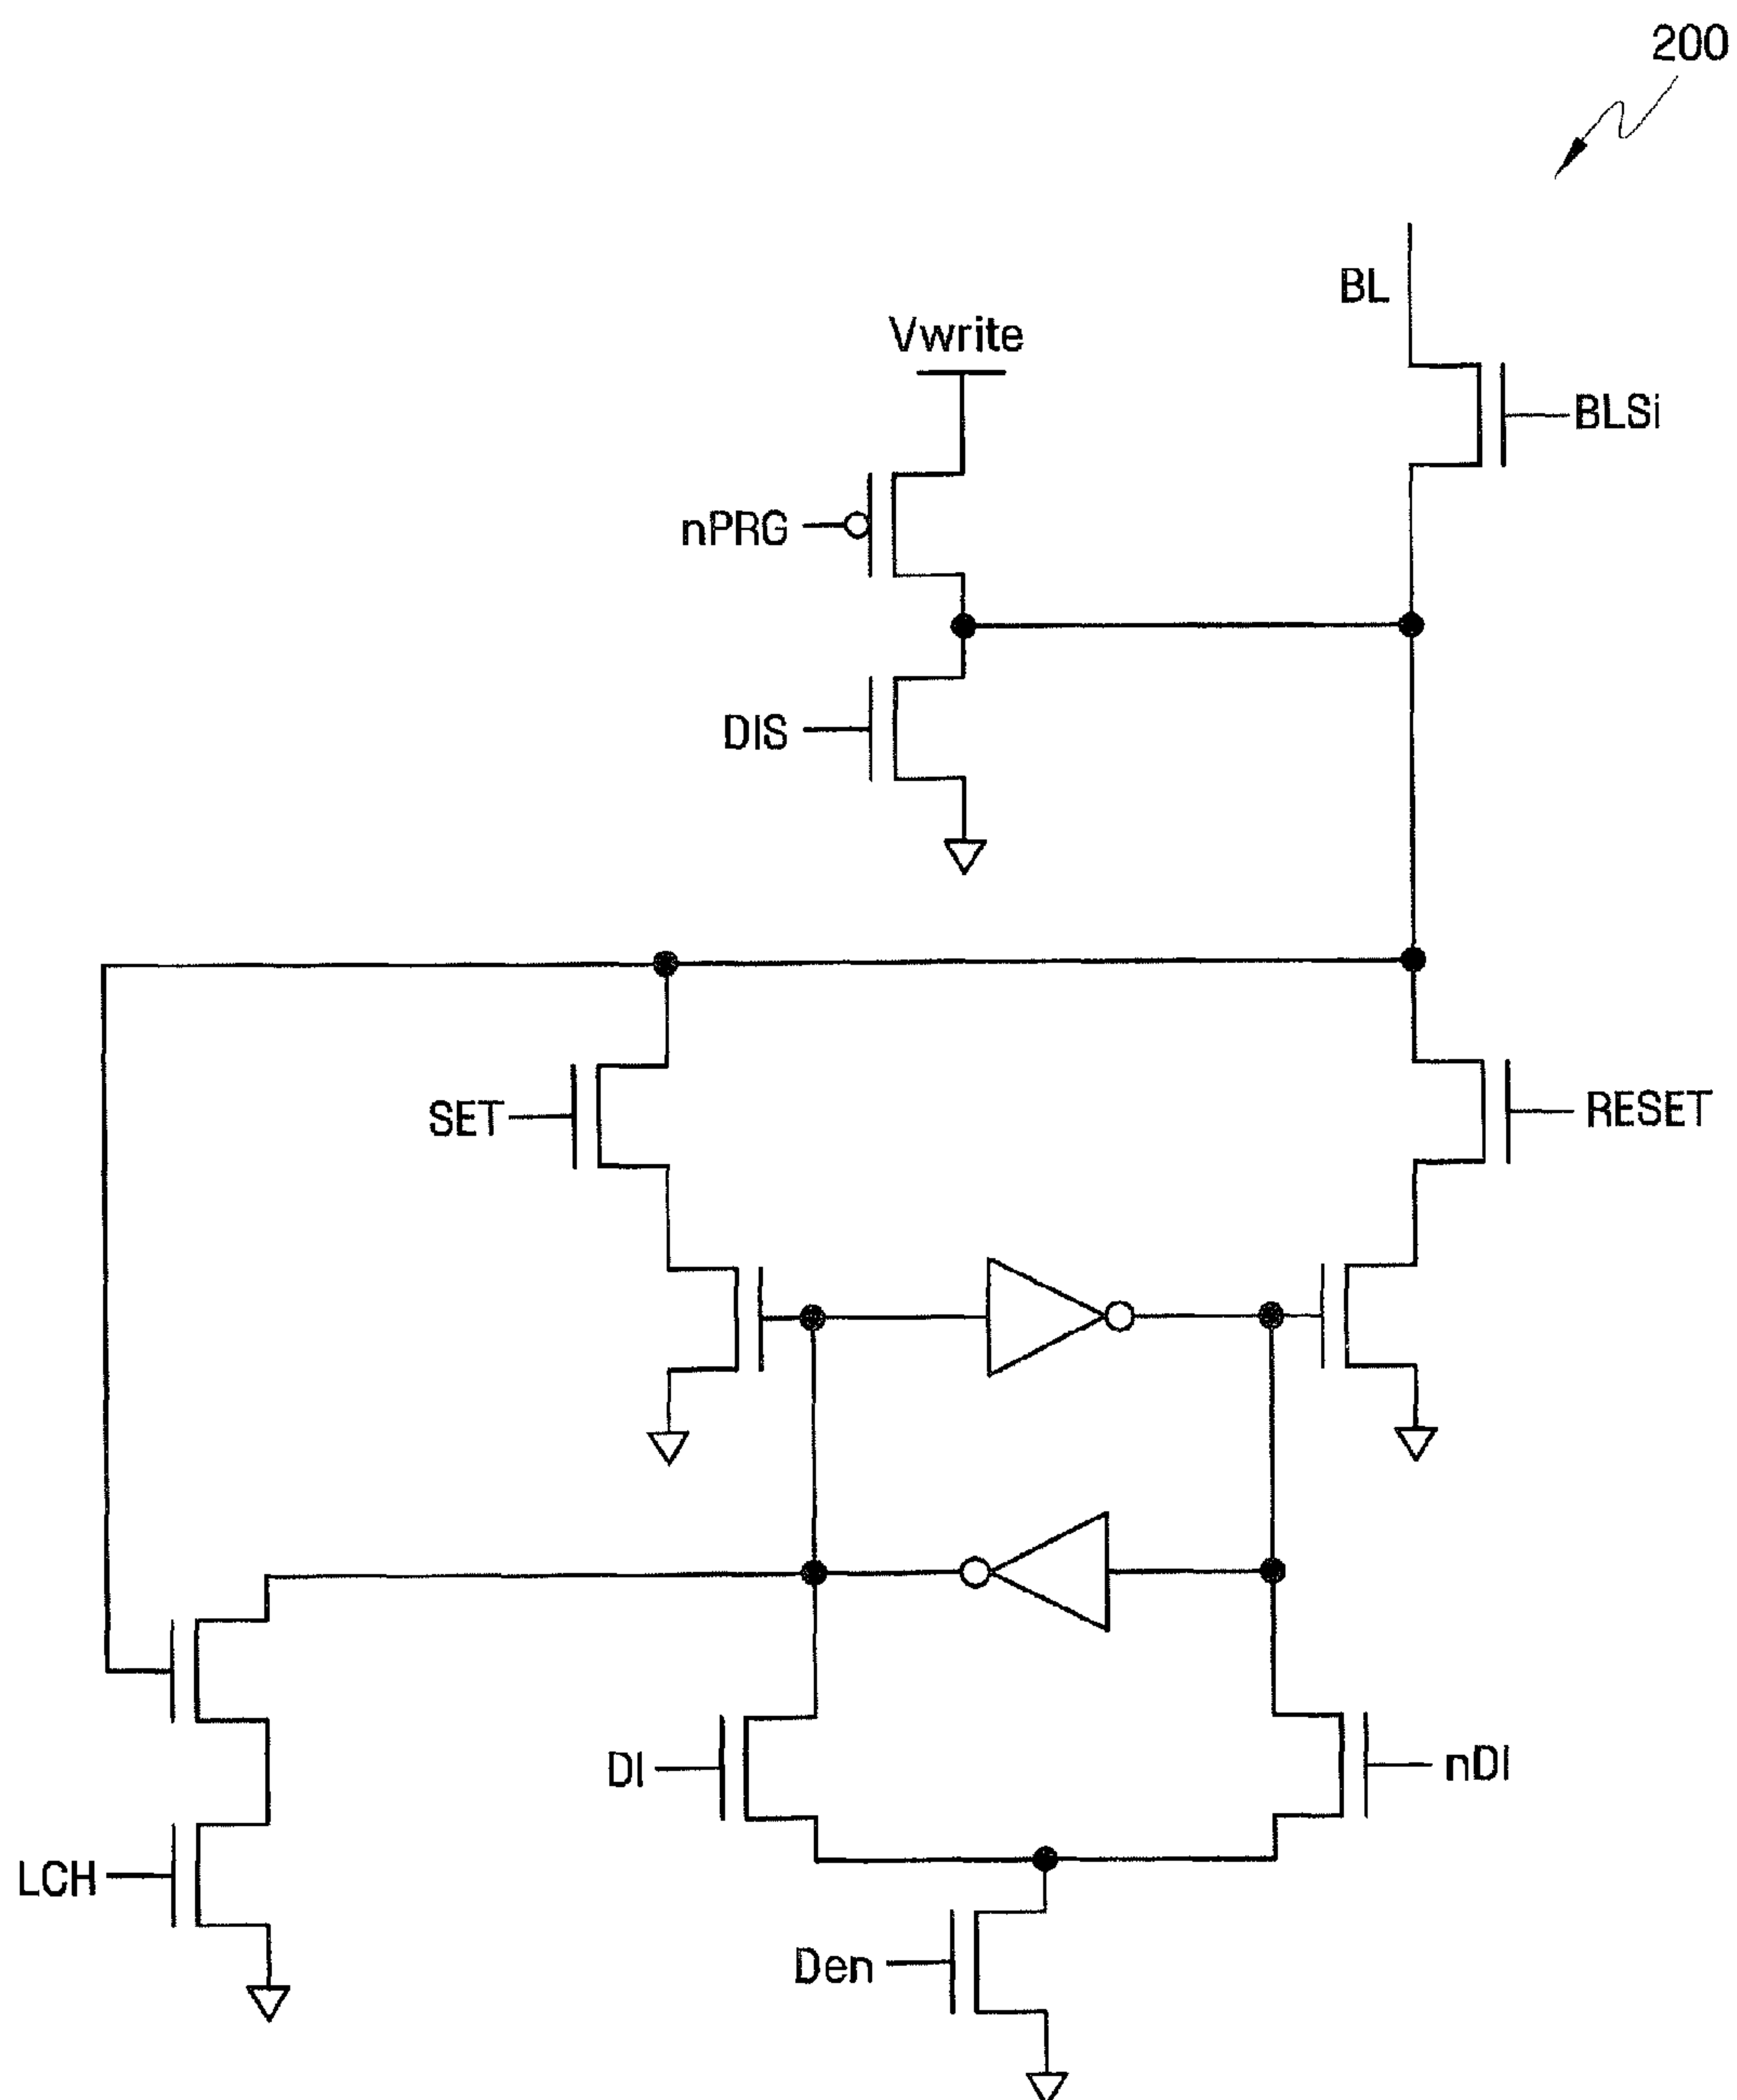 200
BL
Vwrite
BLSi
nPRG
DIS
SET
RESET
DI
nDI
LCH
Den